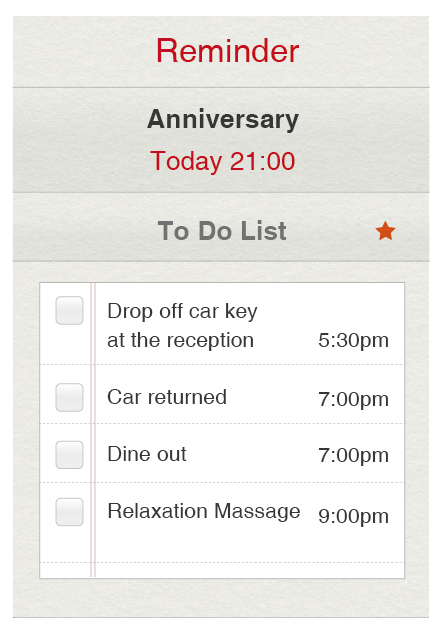 Reminder
Anniversary
Today 21:00
To Do List
Drop off car key
at the reception 5:30pm
Car returned 7:00pm
Dine out 7:00pm
Relaxation Massage 9:00pm